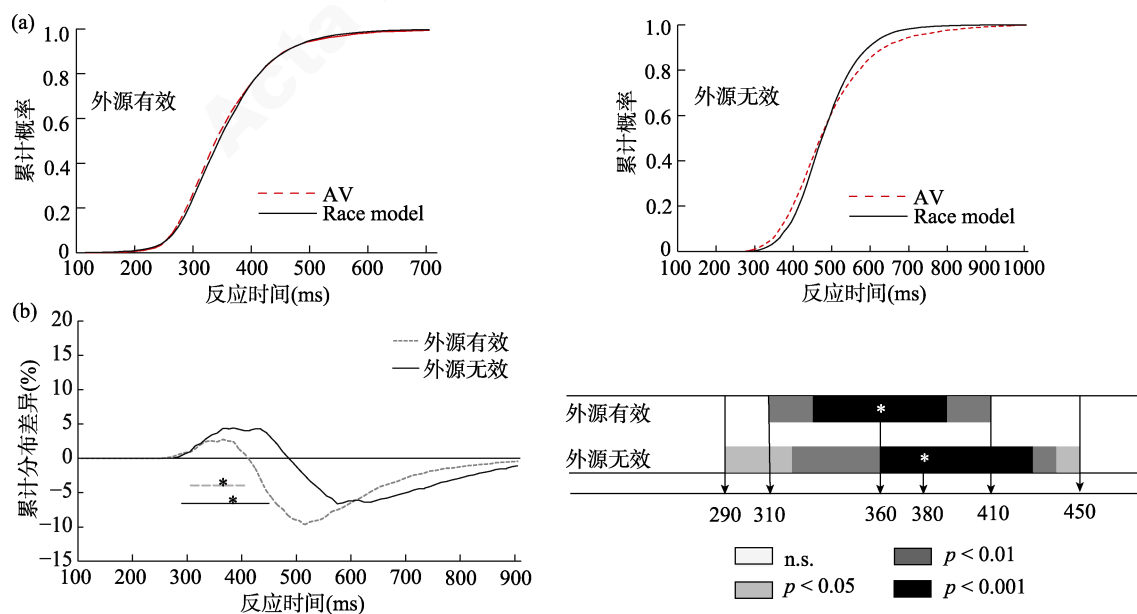 (a)
1.0
0.8
0.6
0.4
0.2
0
累计概率
外源有效
AV
Race model
100 200 300 400 500 600 700
反应时间(ms)
1.0
0.8
0.6
0.4
0.2
0
累计概率
外源无效
AV
Race model
100 200 300 400 500 600 700 800 900 1000
反应时间(ms)
(b)
20
15
10
5
0
−5
−10
−15
累计分布差异(%)
外源有效
外源无效
*
*
100 200 300 400 500 600 700 800 900
反应时间(ms)
外源有效 *
外源无效 *
290 310 360 380 410 450
n.s. p < 0.01
p < 0.05 p < 0.001
Acta